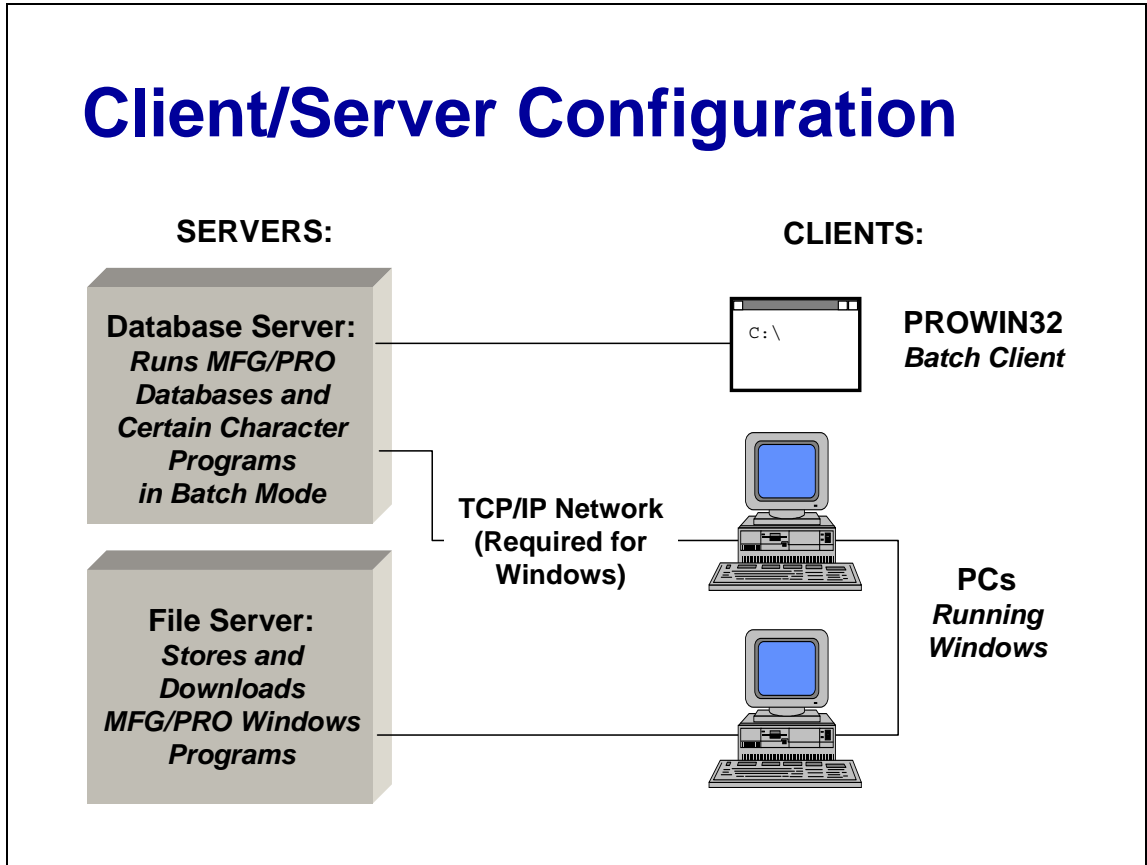 Client/Server Configuration
SERVERS:
CLIENTS:
Database Server:
Runs MFG/PRO
Databases and
Certain Character
Programs
in Batch Mode
C:\
PROWIN32
Batch Client
TCP/IP Network
(Required for
Windows)
PCs
Running
Windows
File Server:
Stores and
Downloads
MFG/PRO Windows
Programs